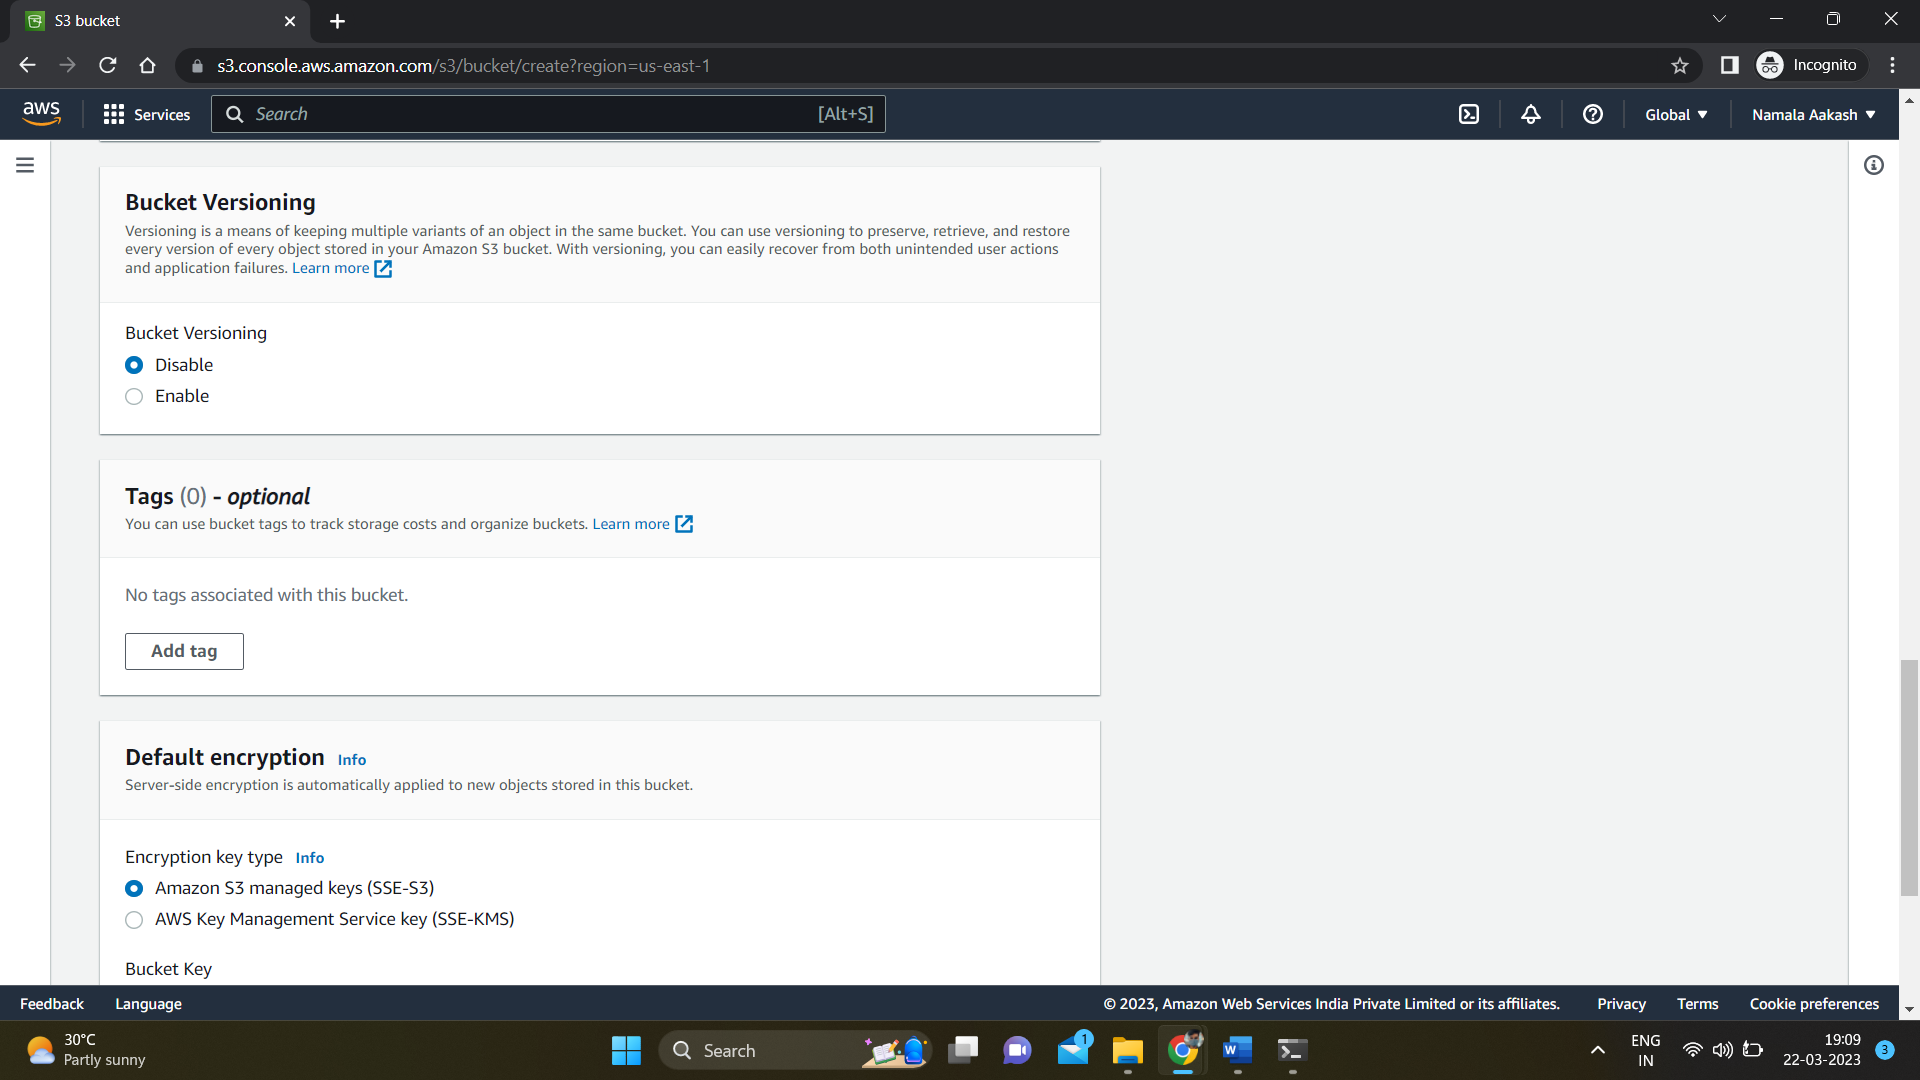 S3 bucket
s3.console.aws.amazon.com/s3/bucket/create?region=us-east-1
Incognito
aws
Services
Search
[Alt+S]
Global
Namala Aakash
Bucket Versioning
Versioning is a means of keeping multiple variants of an object in the same bucket. You can use versioning to preserve, retrieve, and restore
every version of every object stored in your Amazon S3 bucket. With versioning, you can easily recover from both unintended user actions
and application failures. Learn more
Bucket Versioning
Disable
Enable
Tags (0) - optional
You can use bucket tags to track storage costs and organize buckets. Learn more
No tags associated with this bucket.
Add tag
Default encryption Info
Server-side encryption is automatically applied to new objects stored in this bucket.
Encryption key type Info
Amazon S3 managed keys (SSE-S3)
AWS Key Management Service key (SSE-KMS)
Bucket Key
Feedback
Language
© 2023, Amazon Web Services India Private Limited or its affiliates.
Privacy
Terms
Cookie preferences
30°C
Partly sunny
Search
1
W
ENG
IN
19:09
22-03-2023
3